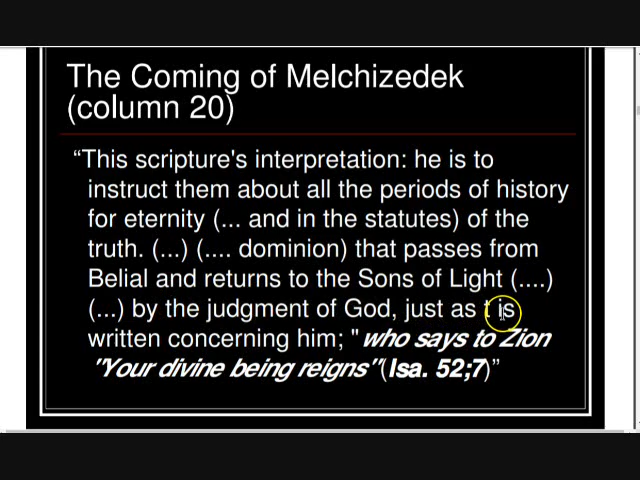 The Coming of Melchizedek
(column 20)
“This scripture's interpretation: he is to
instruct them about all the periods of history
for eternity (... and in the statutes) of the
truth. (...) (.... dominion) that passes from
Belial and returns to the Sons of Light (....)
(...) by the judgment of God, just as t is
written concerning him; " who says to Zion
"Your divine being reigns"(Isa. 52;7)”